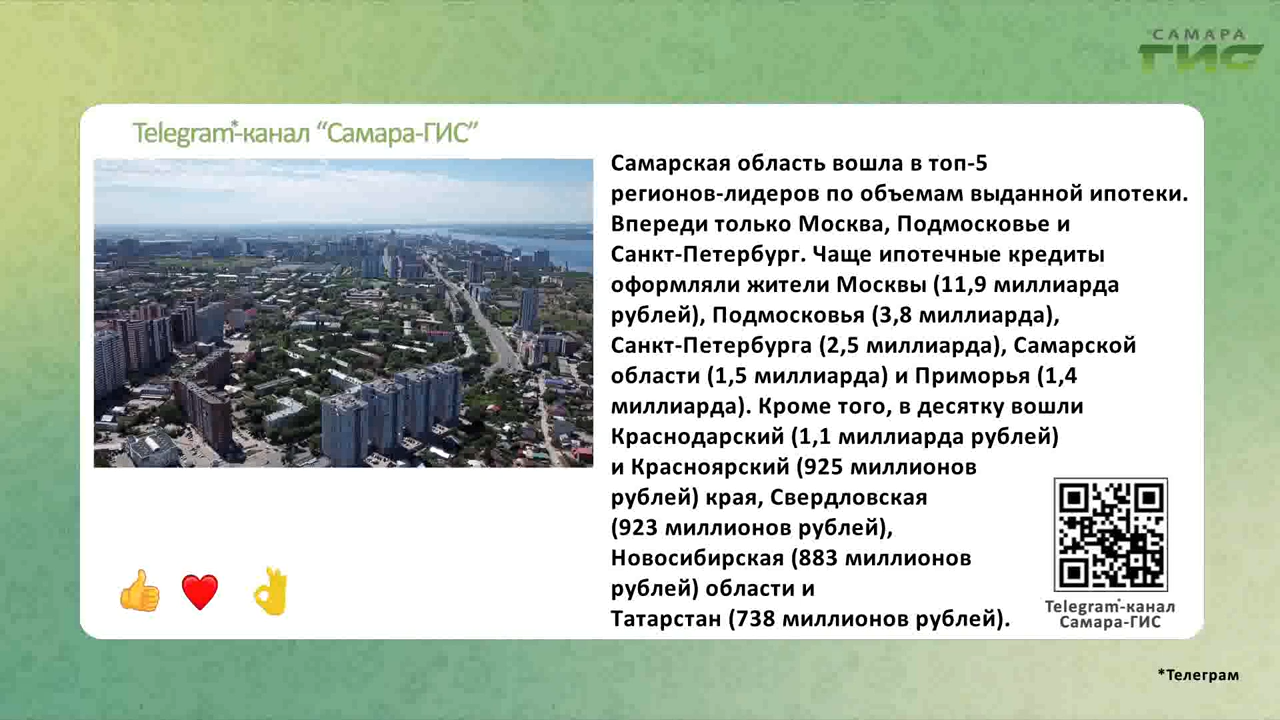 САМАРА
ГИС
Telegram*-канал “Самара-ГИС”
Самарская область вошла в топ-5
регионов-лидеров по объемам выданной ипотеки.
Впереди только Москва, Подмосковье и
Санкт-Петербург. Чаще ипотечные кредиты
оформляли жители Москвы (11,9 миллиарда
рублей), Подмосковья (3,8 миллиарда),
Санкт-Петербурга (2,5 миллиарда), Самарской
области (1,5 миллиарда) и Приморья (1,4
миллиарда). Кроме того, в десятку вошли
Краснодарский (1,1 миллиарда рублей)
и Красноярский (925 миллионов
рублей) края, Свердловская
(923 миллионов рублей),
Новосибирская (883 миллионов
рублей) области и
Татарстан (738 миллионов рублей).
Telegram*-канал
Самара-ГИС
*Телеграм